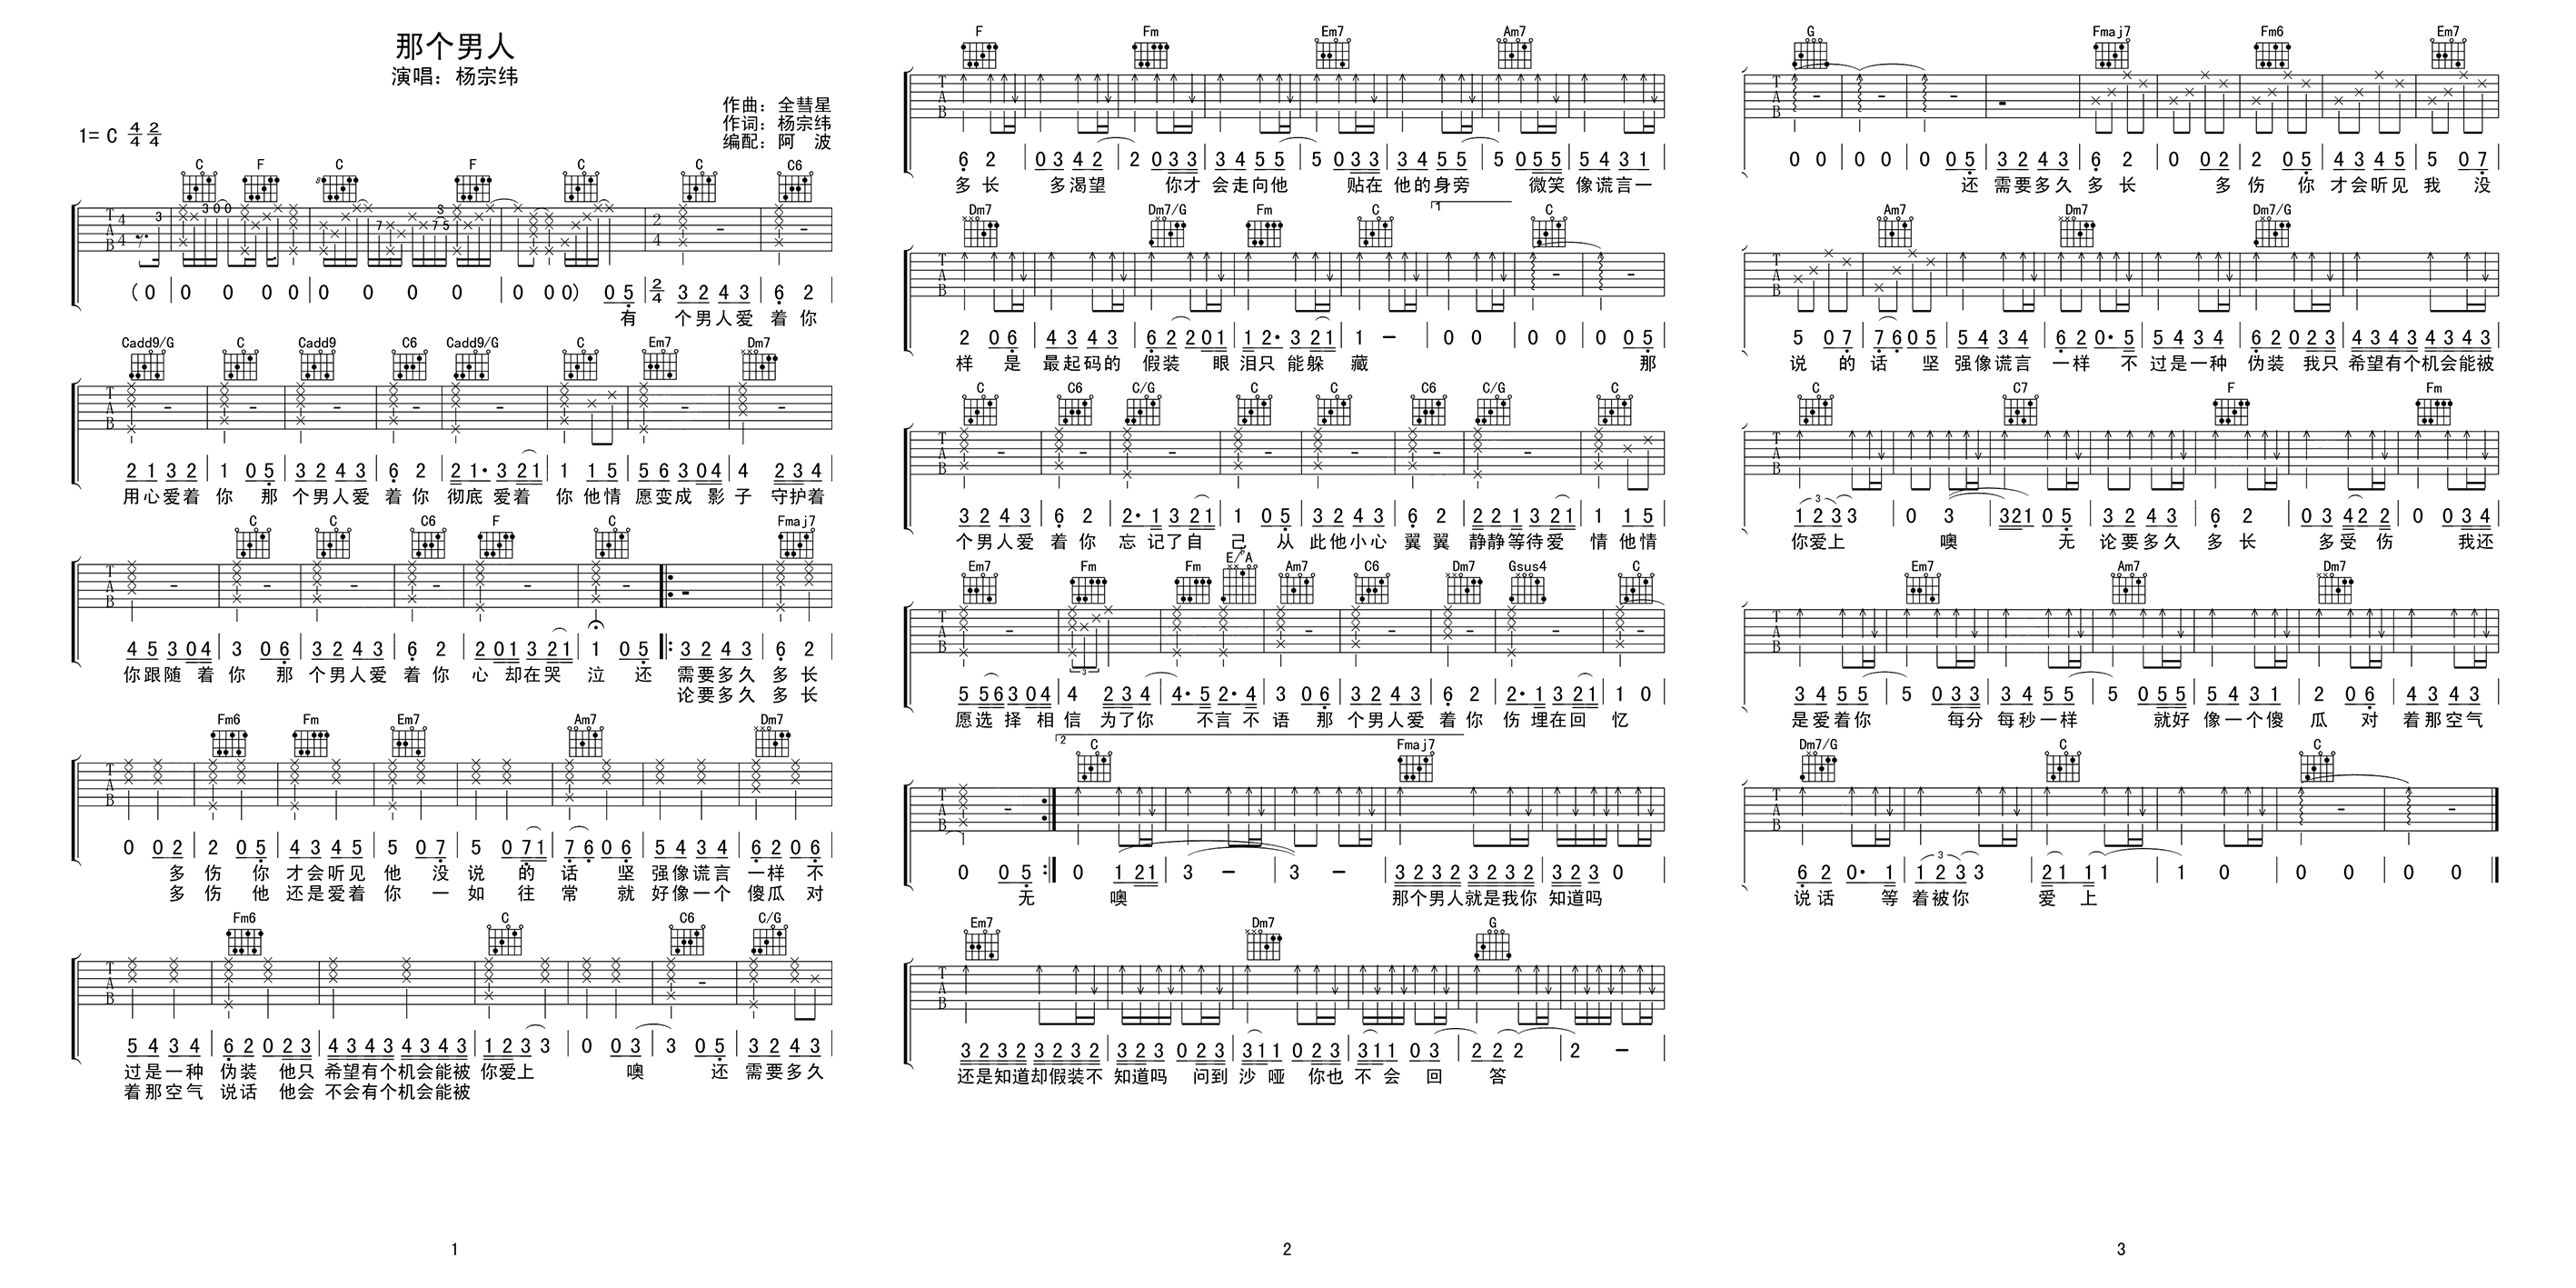 那个男人
演唱：杨宗纬
作曲：全彗星
作词：杨宗纬
编配：阿 波
1= C 4/4 2/4
C F C F C C C6
(0 | 0 0 0 0 | 0 0 0 0 | 0 0 0) 0 5 | 2/4 3 2 4 3 | 6 2 |
有 个男人爱 着 你
Cadd9/G C Cadd9 C6 Cadd9/G C Em7 Dm7
2 1 3 2 | 1 0 5 | 3 2 4 3 | 6 2 | 2 1· 3 2 1 | 1 1 5 | 5 6 3 0 4 | 4 2 3 4
用心爱着 你 那 个男人爱 着 你 彻底 爱着 你 他情 愿变成 影 子 守护着
C C C6 F C Fmaj7
4 5 3 0 4 | 3 0 6 | 3 2 4 3 | 6 2 | 2 0 1 3 2 1 | 1 0 5 |: 3 2 4 3 | 6 2
你跟随 着 你 那 个男人爱 着 你 心 却在哭 泣 还 需要多久 多 长
论要多久 多 长
Fm6 Fm Em7 Am7 Dm7
0 0 2 | 2 0 5 | 4 3 4 5 | 5 0 7 | 5 0 7 1 | 7 6 0 6 | 5 4 3 4 | 6 2 0 6
多 伤 你 才会听见 他 没 说 的 话 坚 强像谎言 一样 不
多 伤 他 还是爱着 你 一 如 往 常 就 好像一个 傻瓜 对
Fm6 C C6 C/G
5 4 3 4 | 6 2 0 2 3 | 4 3 4 3 4 3 4 3 | 1 2 3 3 | 0 0 3 | 3 0 5 | 3 2 4 3
过是一种 伪装 他只 希望有个机会能被 你爱上 噢 还 需要多久
着那空气 说话 他会 不会有个机会能被
1
F Fm Em7 Am7
6 2 | 0 3 4 2 | 2 0 3 3 | 3 4 5 5 | 5 0 3 3 | 3 4 5 5 | 5 0 5 5 | 5 4 3 1 |
多 长 多渴望 你才 会走向他 贴在 他的身旁 微笑 像谎言一
Dm7 Dm7/G Fm C 1 C
2 0 6 | 4 3 4 3 | 6 2 2 0 1 | 1 2· 3 2 1 | 1 — | 0 0 | 0 0 | 0 0 5 |
样 是 最起码的 假装 眼 泪只 能躲 藏 那
C C6 C/G C C C6 C/G C
3 2 4 3 | 6 2 | 2· 1 3 2 1 | 1 0 5 | 3 2 4 3 | 6 2 | 2 2 1 3 2 1 | 1 1 5 |
个男人爱 着 你 忘 记了自 己 从 此他小心 翼 翼 静静等待爱 情 他情
Em7 Fm Fm E/♭A Am7 C6 Dm7 Gsus4 C
5 5 6 3 0 4 | 4 2 3 4 | 4· 5 2· 4 | 3 0 6 | 3 2 4 3 | 6 2 | 2· 1 3 2 1 | 1 0 |
愿选 择 相 信 为了你 不言 不 语 那 个男人爱 着 你 伤 埋在回 忆
2 C Fmaj7
0 0 5 :| 0 1 2 1 | 3 — | 3 — | 3 2 3 2 3 2 3 2 | 3 2 3 0 |
无 噢 那个男人就是我你 知道吗
Em7 Dm7 G
3 2 3 2 3 2 3 2 | 3 2 3 0 2 3 | 3 1 1 0 2 3 | 3 1 1 0 3 | 2 2 2 | 2 — |
还是知道却假装不 知道吗 问到 沙 哑 你也 不 会 回 答
2
G Fmaj7 Fm6 Em7
0 0 | 0 0 | 0 0 5 | 3 2 4 3 | 6 2 | 0 0 2 | 2 0 5 | 4 3 4 5 | 5 0 7 |
还 需要多久 多 长 多 伤 你 才会听见 我 没
Am7 Dm7 Dm7/G
5 0 7 | 7 6 0 5 | 5 4 3 4 | 6 2 0· 5 | 5 4 3 4 | 6 2 0 2 3 | 4 3 4 3 4 3 4 3 |
说 的 话 坚 强像谎言 一样 不 过是一种 伪装 我只 希望有个机会能被
C C7 F Fm
1 2 3 3 | 0 3 | 3 2 1 0 5 | 3 2 4 3 | 6 2 | 0 3 4 2 2 | 0 0 3 4 |
你爱上 噢 无 论要多久 多 长 多受 伤 我还
Em7 Am7 Dm7
3 4 5 5 | 5 0 3 3 | 3 4 5 5 | 5 0 5 5 | 5 4 3 1 | 2 0 6 | 4 3 4 3 |
是爱着你 每分 每秒一样 就好 像一个傻 瓜 对 着那空气
Dm7/G C C
6 2 0· 1 | 1 2 3 3 | 2 1 1 1 | 1 0 | 0 0 | 0 0 ||
说话 等 着被你 爱 上
3